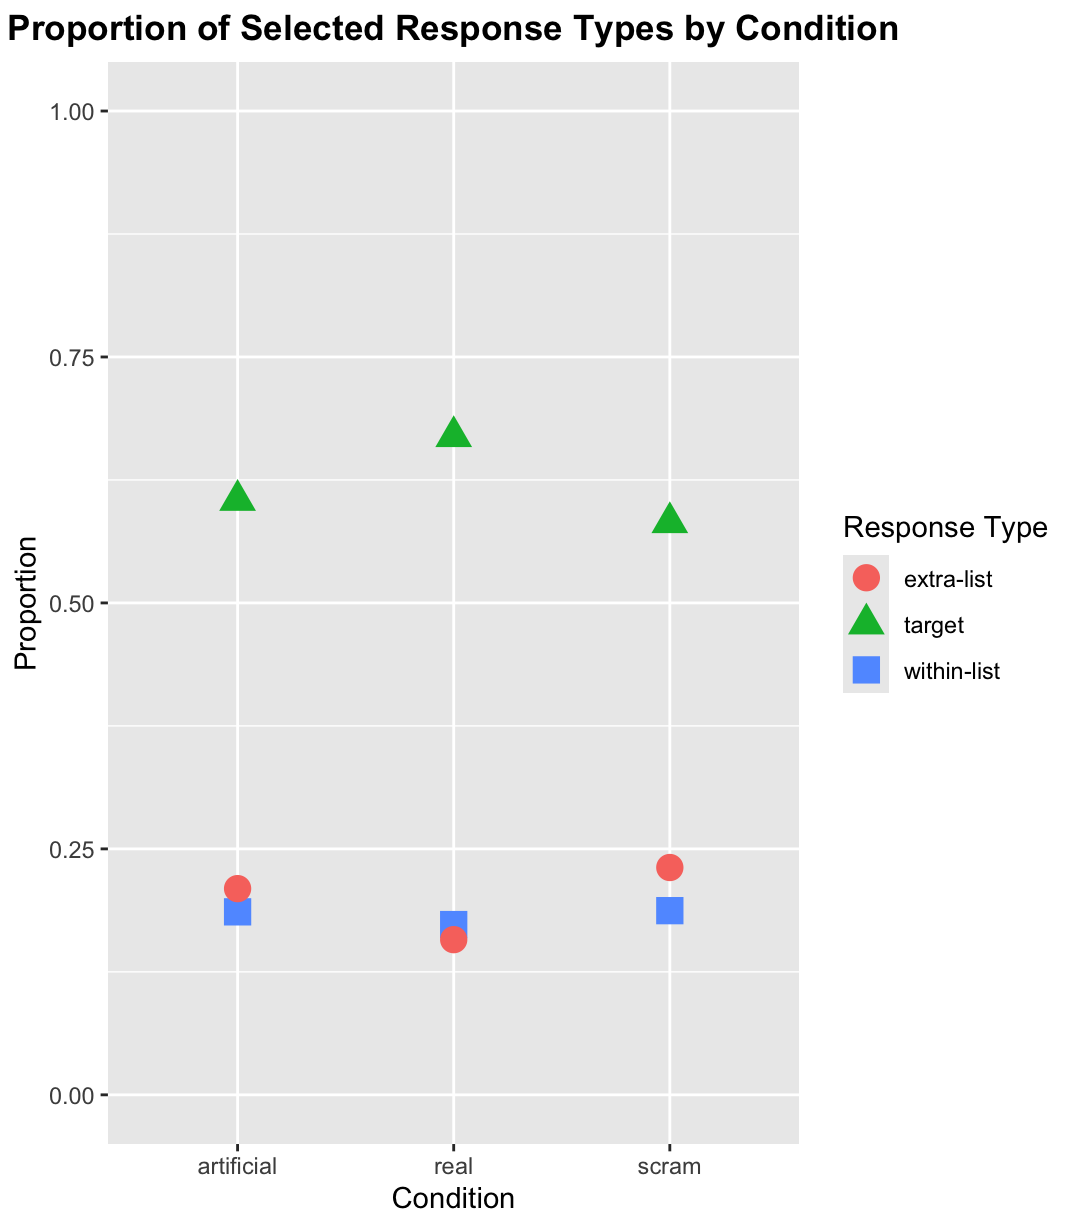 Proportion of Selected Response Types by Condition
1.00
0.75
0.50
0.25
0.00
Proportion
artificial real scram
Condition
Response Type
extra-list
target
within-list